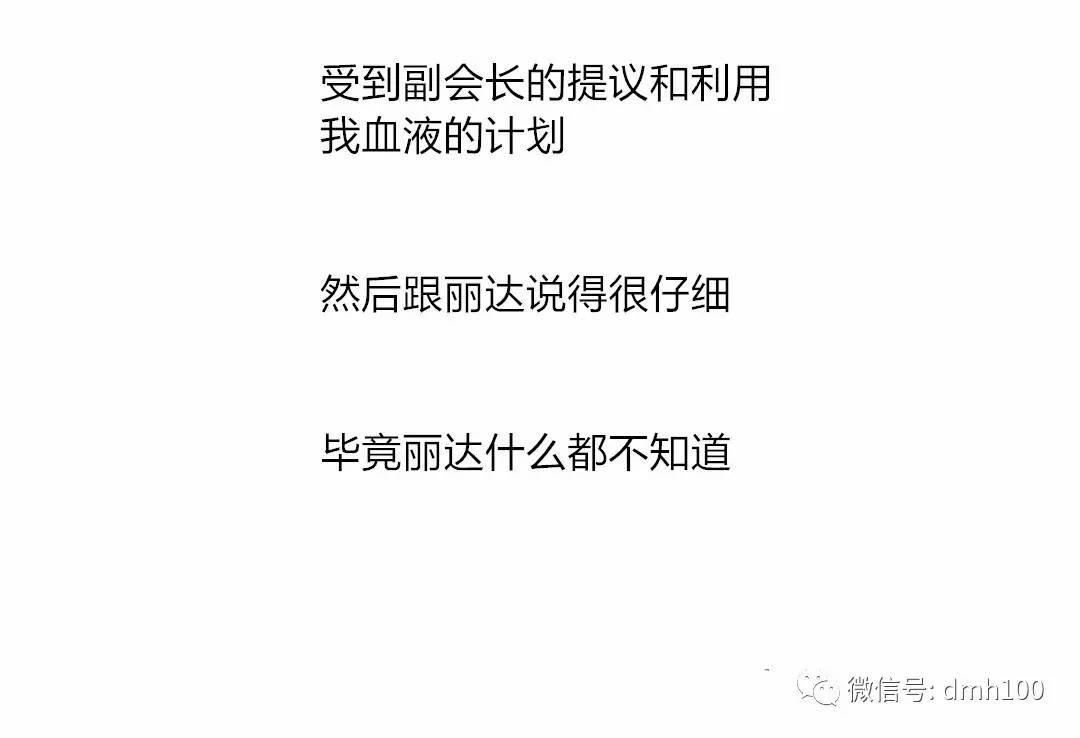 受到副会长的提议和利用
我血液的计划
然后跟丽达说得很仔细
毕竟丽达什么都不知道
微信号: dmh100